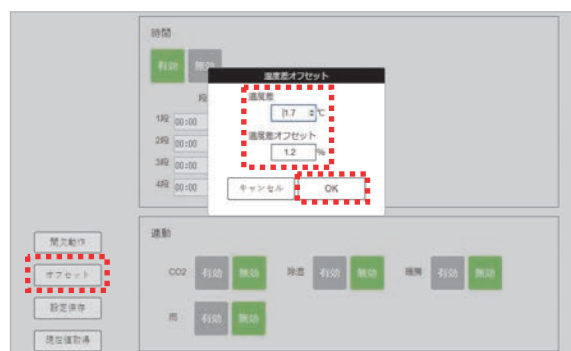 時間
有効 無効
温度差オフセット
段
温度差
1.7 ℃
温度差オフセット
1.2 %
キャンセル OK
1段 00:00
2段 00:00
3段 00:00
4段 00:00
連動
CO2 有効 無効 除湿 有効 無効 暖房 有効 無効
雨 有効 無効
間欠動作
オフセット
設定保存
現在値取得